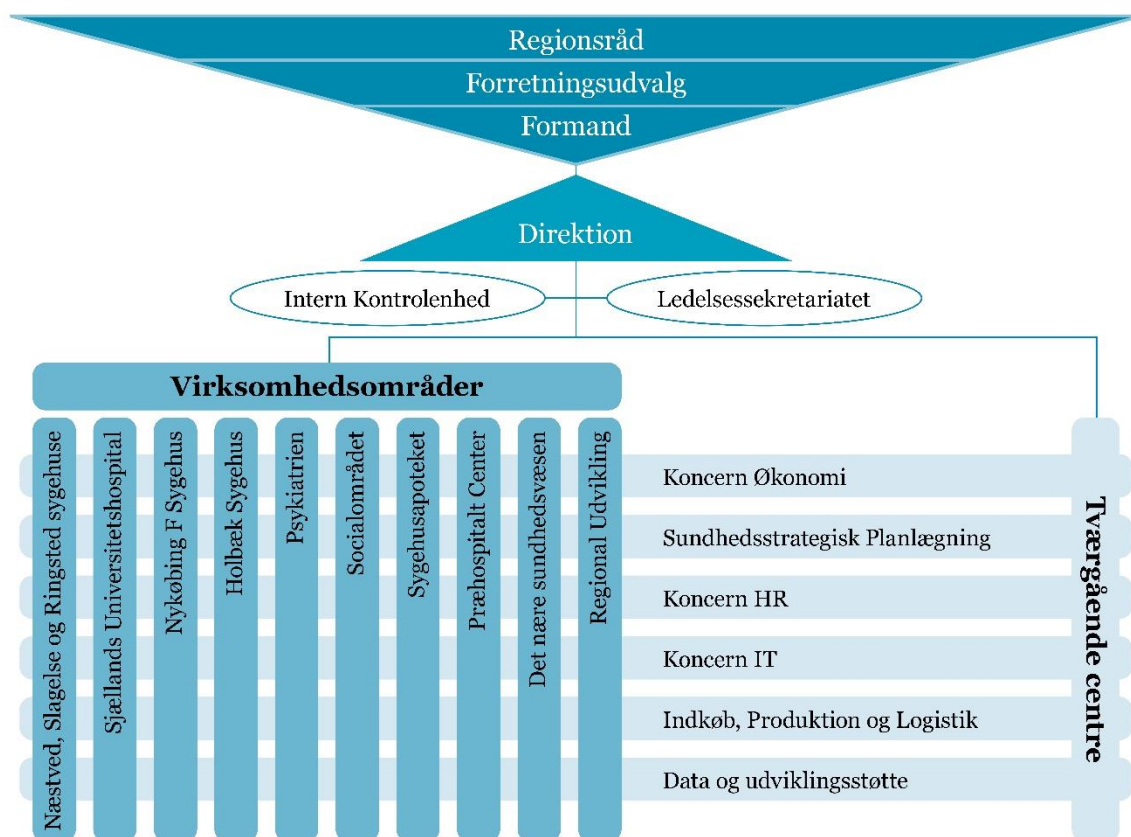 Regionsråd
Forretningsudvalg
Formand
Direktion
Intern Kontrolenhed
Ledelsessekretariatet
Virksomhedsområder
Næstved, Slagelse og Ringsted sygehuse
Sjællands Universitetshospital
Nykøbing F Sygehus
Holbæk Sygehus
Psykiatrien
Socialområdet
Sygehusapoteket
Præhospitalt Center
Det nære sundhedsvæsen
Regional Udvikling
Koncern Økonomi
Sundhedsstrategisk Planlægning
Koncern HR
Koncern IT
Indkøb, Produktion og Logistik
Data og udviklingsstøtte
Tværgående centre